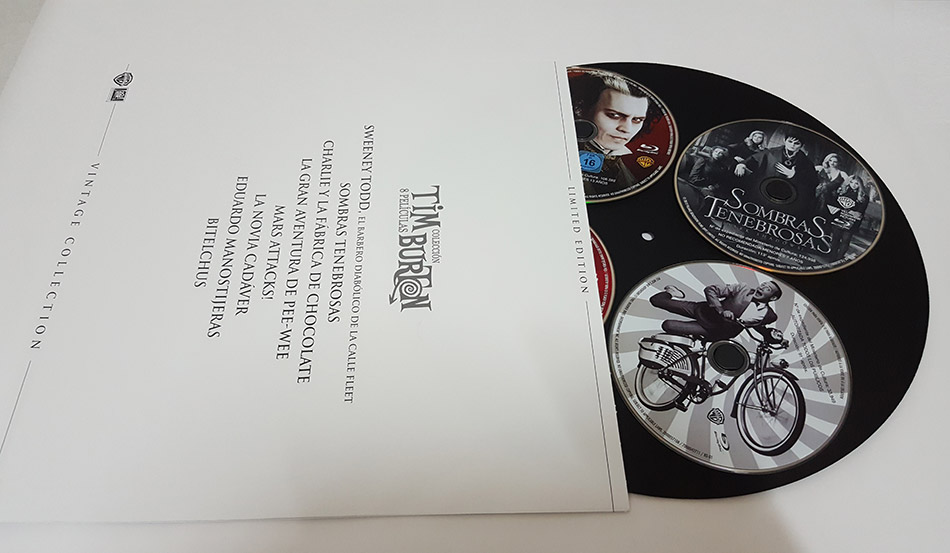 COLECCIÓN
TIM BURTON
8 PELÍCULAS
SWEENEY TODD, EL BARBERO DIABÓLICO DE LA CALLE FLEET
SOMBRAS TENEBROSAS
CHARLIE Y LA FÁBRICA DE CHOCOLATE
LA GRAN AVENTURA DE PEE-WEE
MARS ATTACKS!
LA NOVIA CADÁVER
EDUARDO MANOSTIJERAS
BITELCHUS
VINTAGE COLLECTION
LIMITED EDITION
16
SOMBRAS
TENEBROSAS